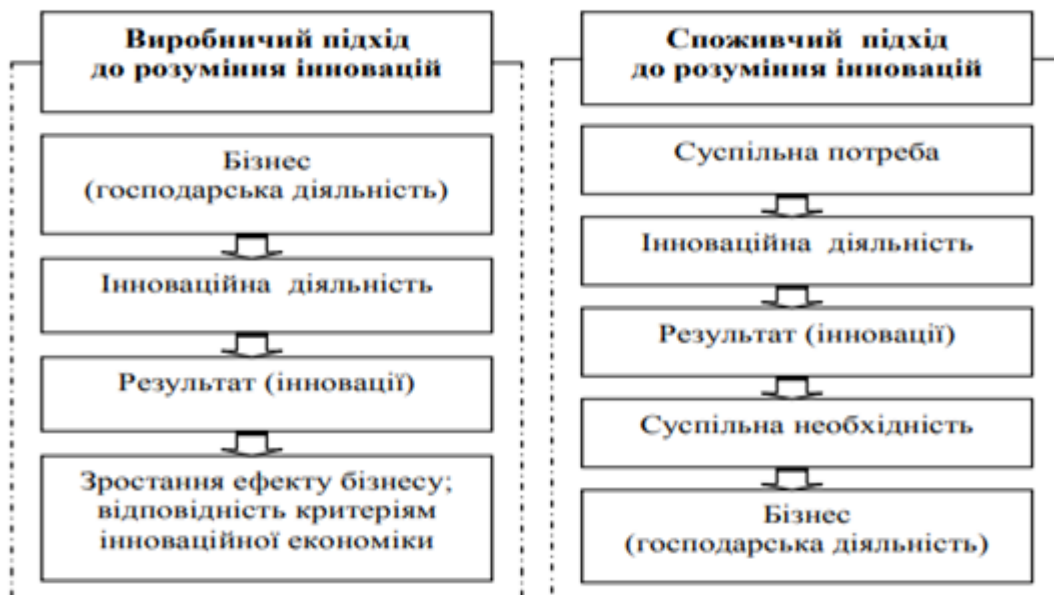 Виробничий підхід
до розуміння інновацій
Бізнес
(господарська діяльність)
Інноваційна діяльність
Результат (інновації)
Зростання ефекту бізнесу;
відповідність критеріям
інноваційної економіки
Споживчий підхід
до розуміння інновацій
Суспільна потреба
Інноваційна діяльність
Результат (інновації)
Суспільна необхідність
Бізнес
(господарська діяльність)